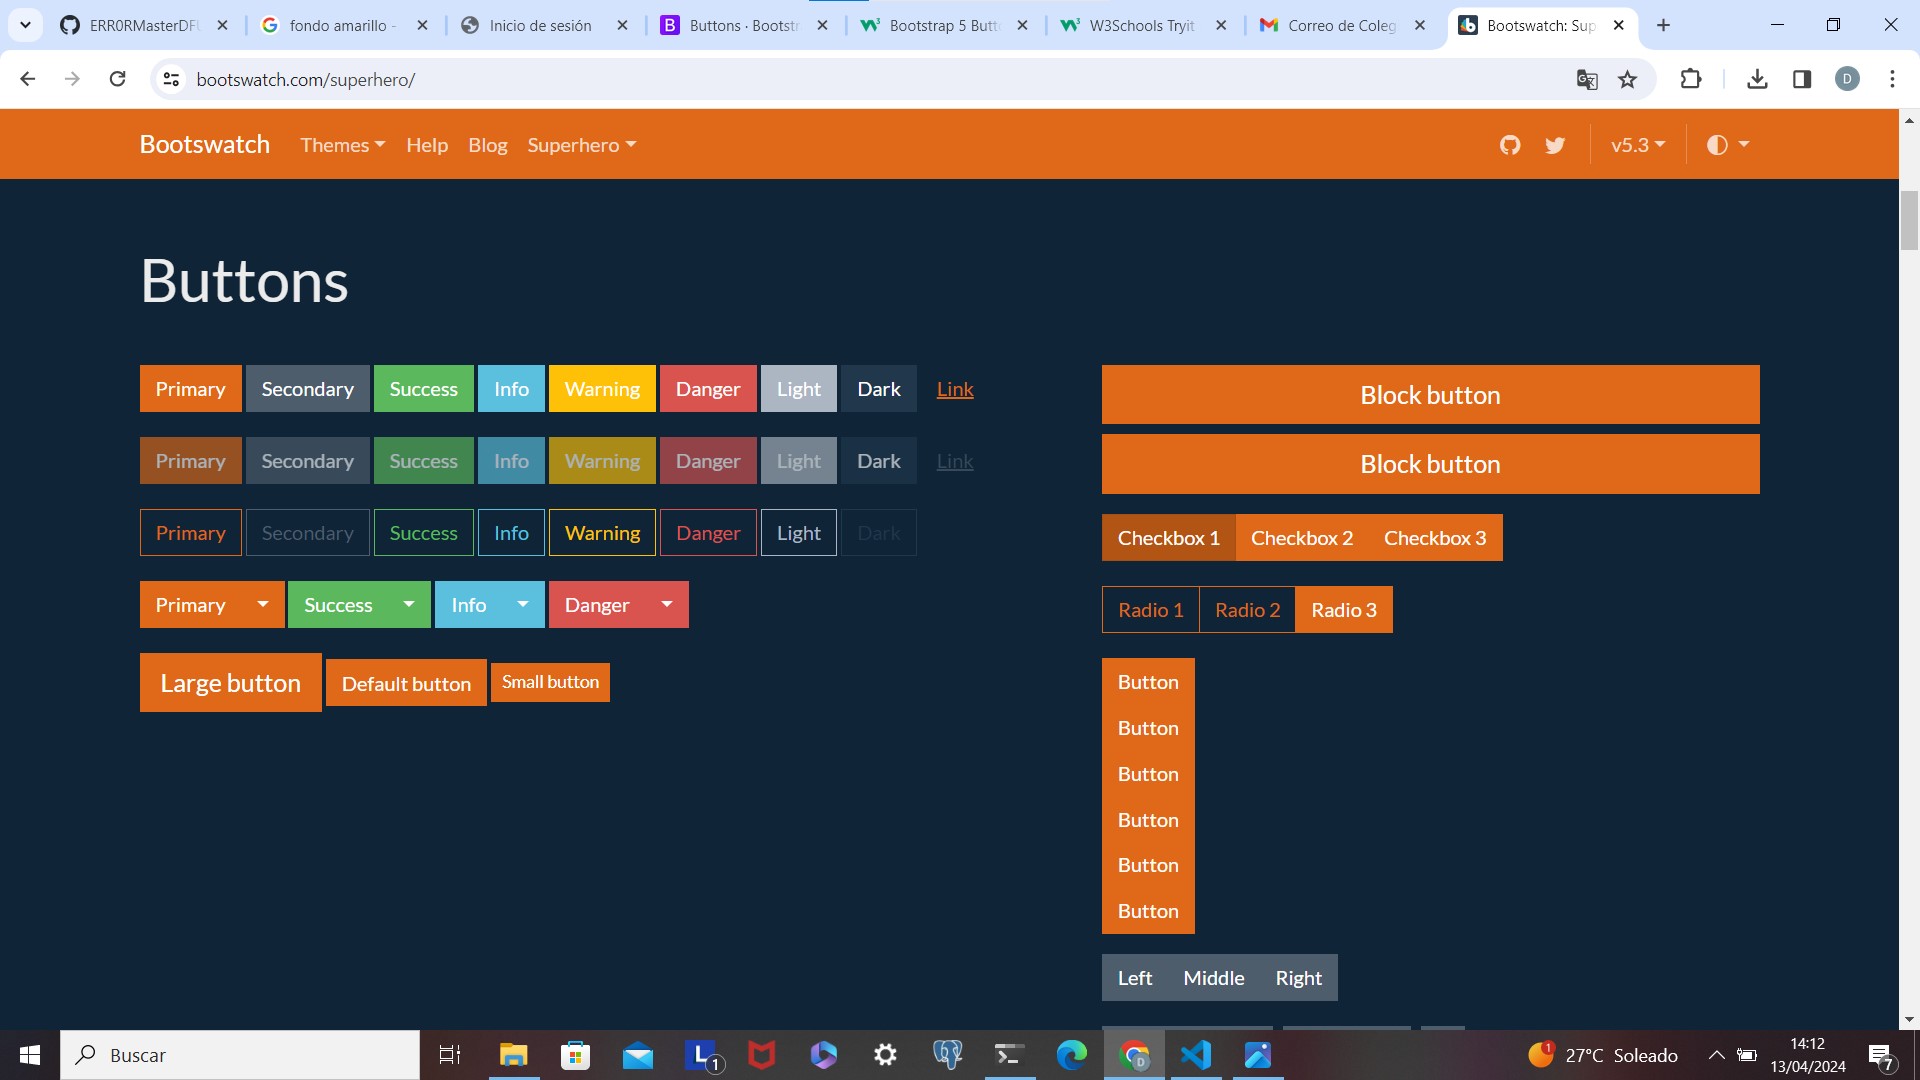 ERR0RMasterDF
fondo amarillo -
Inicio de sesión
Buttons · Bootstr
Bootstrap 5 Butt
W3Schools Tryit
Correo de Coleg
Bootswatch: Sup
bootswatch.com/superhero/
D
Bootswatch Themes Help Blog Superhero v5.3
Buttons
Primary Secondary Success Info Warning Danger Light Dark Link
Primary Secondary Success Info Warning Danger Light Dark Link
Primary Secondary Success Info Warning Danger Light Dark
Primary Success Info Danger
Large button Default button Small button
Block button
Block button
Checkbox 1 Checkbox 2 Checkbox 3
Radio 1 Radio 2 Radio 3
Button
Button
Button
Button
Button
Button
Left Middle Right
Buscar
L 1
D
1
27°C Soleado
14:12
13/04/2024
7